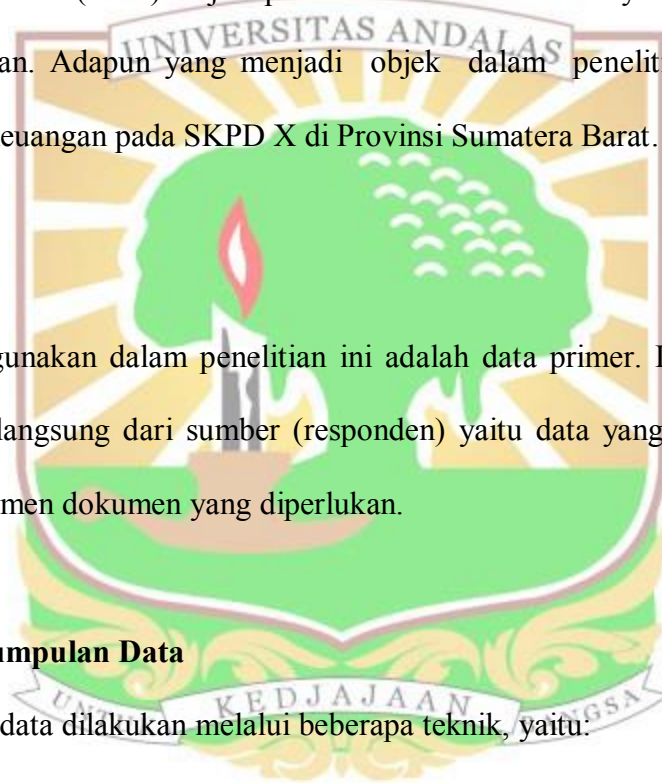 UNIVERSITAS ANDALAS
an. Adapun yang menjadi objek dalam penelit
euangan pada SKPD X di Provinsi Sumatera Barat.
gunakan dalam penelitian ini adalah data primer.
langsung dari sumber (responden) yaitu data yang
men dokumen yang diperlukan.
umpulan Data
KEDJAJAAN BANGSA
data dilakukan melalui beberapa teknik, yaitu: